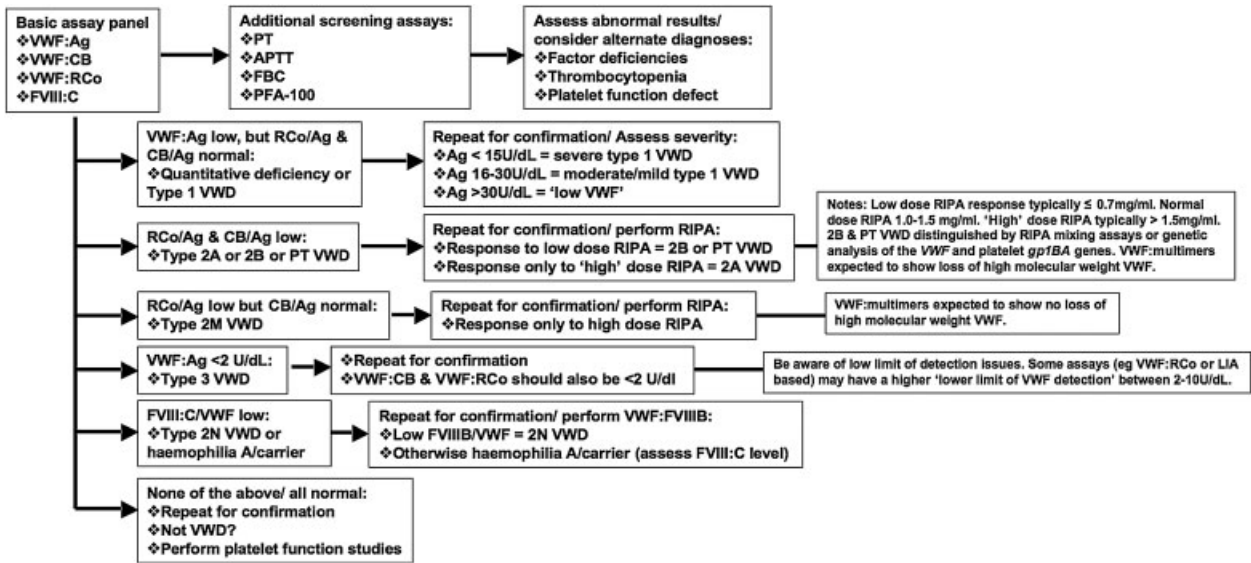 Basic assay panel
❖VWF:Ag
❖VWF:CB
❖VWF:RCo
❖FVIII:C
Additional screening assays:
❖PT
❖APTT
❖FBC
❖PFA-100
Assess abnormal results/
consider alternate diagnoses:
❖Factor deficiencies
❖Thrombocytopenia
❖Platelet function defect
VWF:Ag low, but RCo/Ag &
CB/Ag normal:
❖Quantitative deficiency or
Type 1 VWD
Repeat for confirmation/ Assess severity:
❖Ag < 15U/dL = severe type 1 VWD
❖Ag 16-30U/dL = moderate/mild type 1 VWD
❖Ag >30U/dL = ‘low VWF’
RCo/Ag & CB/Ag low:
❖Type 2A or 2B or PT VWD
Repeat for confirmation/ perform RIPA:
❖Response to low dose RIPA = 2B or PT VWD
❖Response only to ‘high’ dose RIPA = 2A VWD
Notes: Low dose RIPA response typically ≤ 0.7mg/ml. Normal
dose RIPA 1.0-1.5 mg/ml. ‘High’ dose RIPA typically > 1.5mg/ml.
2B & PT VWD distinguished by RIPA mixing assays or genetic
analysis of the VWF and platelet gp1BA genes. VWF:multimers
expected to show loss of high molecular weight VWF.
RCo/Ag low but CB/Ag normal:
❖Type 2M VWD
Repeat for confirmation/ perform RIPA:
❖Response only to high dose RIPA
VWF:multimers expected to show no loss of
high molecular weight VWF.
VWF:Ag <2 U/dL:
❖Type 3 VWD
❖Repeat for confirmation
❖VWF:CB & VWF:RCo should also be <2 U/dl
Be aware of low limit of detection issues. Some assays (eg VWF:RCo or LIA
based) may have a higher ‘lower limit of VWF detection’ between 2-10U/dL.
FVIII:C/VWF low:
❖Type 2N VWD or
haemophilia A/carrier
Repeat for confirmation/ perform VWF:FVIIIB:
❖Low FVIIIB/VWF = 2N VWD
❖Otherwise haemophilia A/carrier (assess FVIII:C level)
None of the above/ all normal:
❖Repeat for confirmation
❖Not VWD?
❖Perform platelet function studies